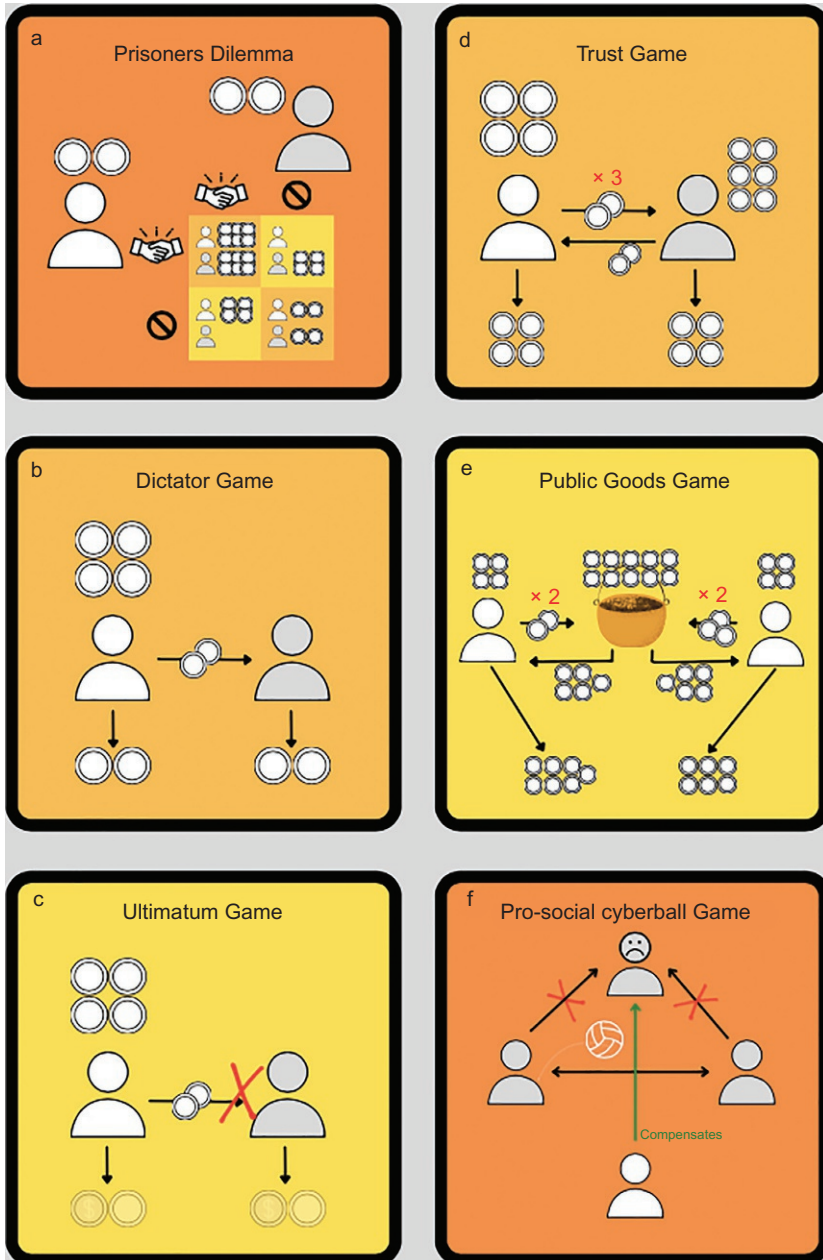 a
Prisoners Dilemma
b
Dictator Game
c
Ultimatum Game
d
Trust Game
× 3
e
Public Goods Game
× 2
× 2
f
Pro-social cyberball Game
Compensates